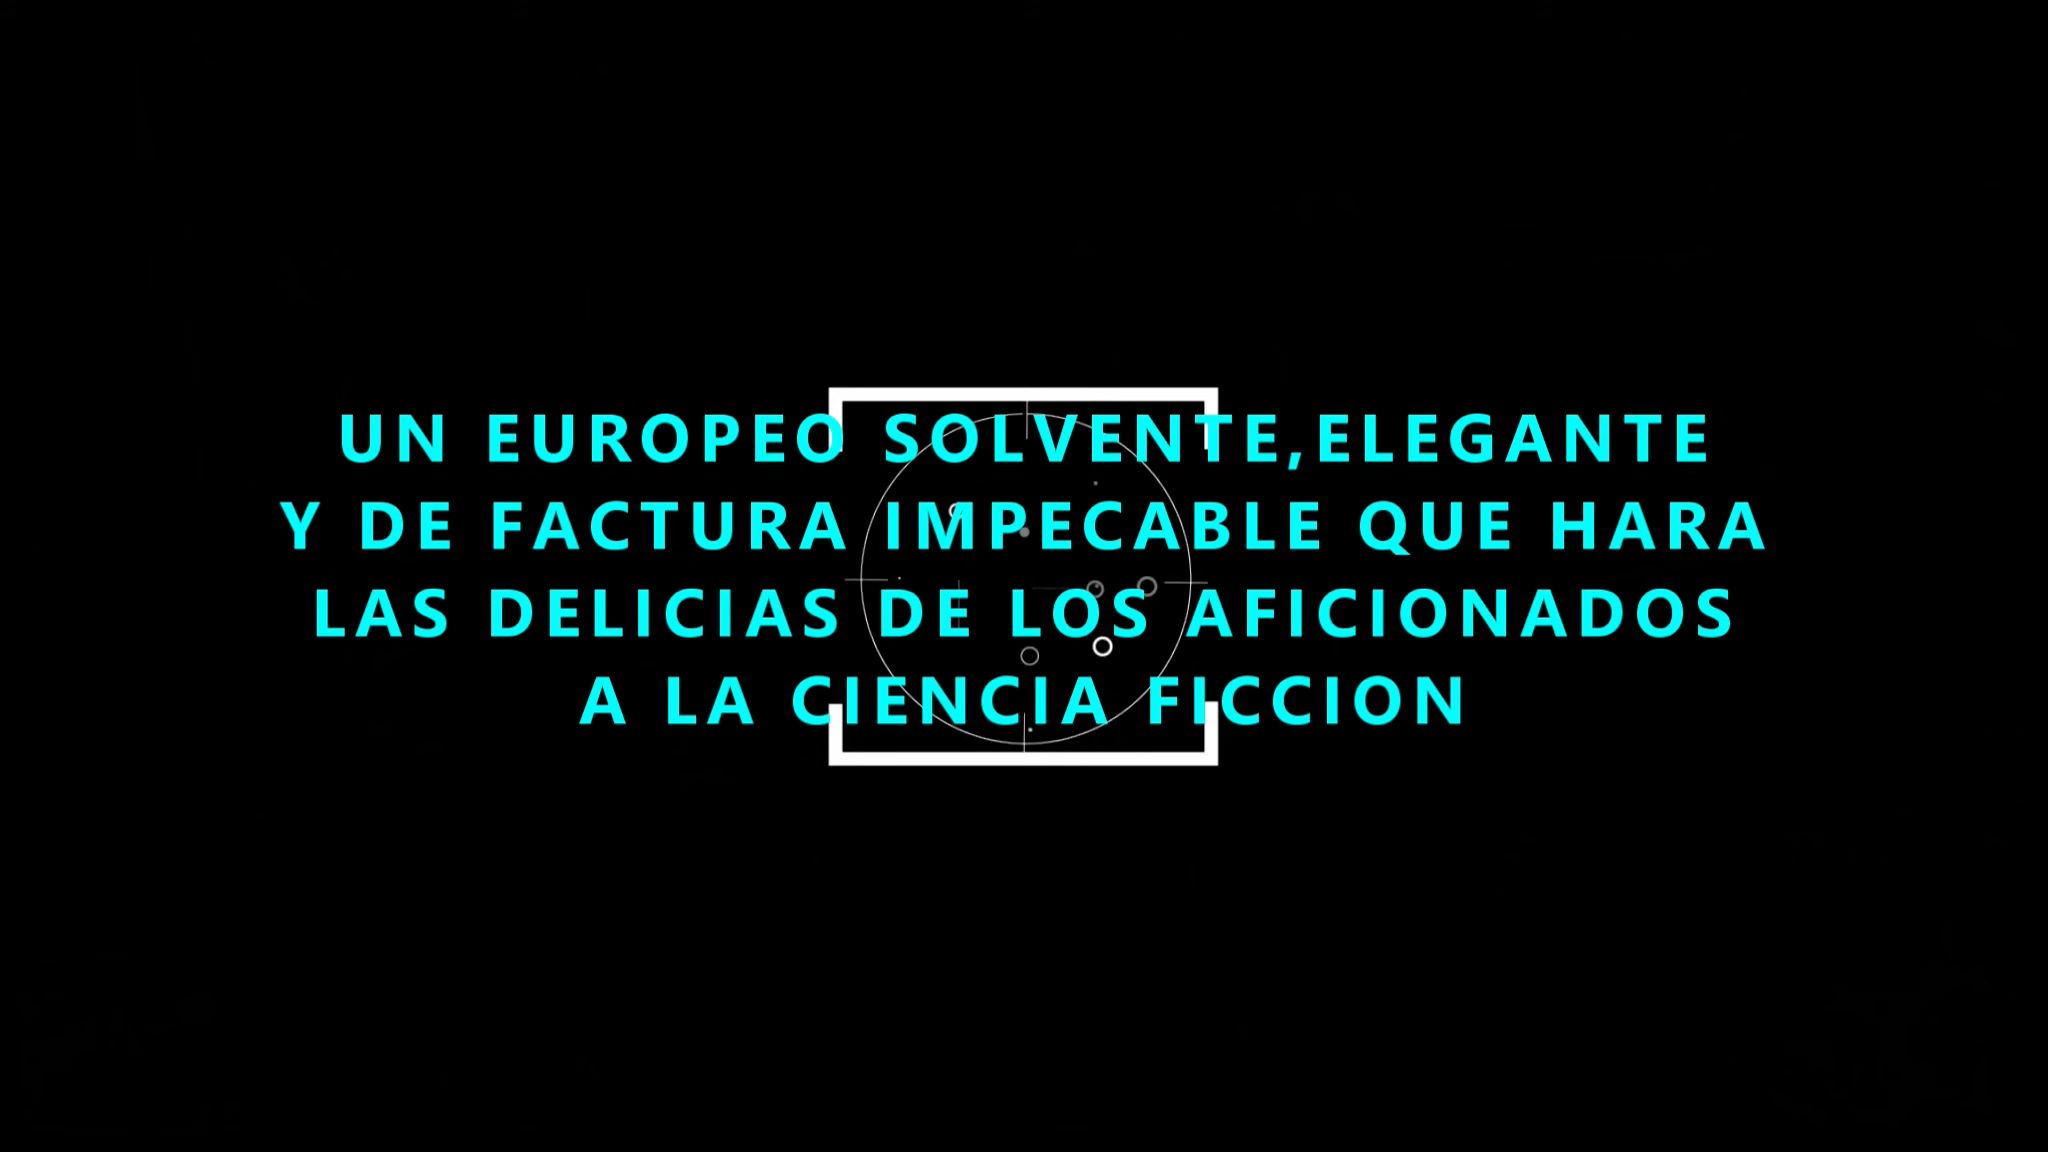 UN EUROPEO SOLVENTE,ELEGANTE
Y DE FACTURA IMPECABLE QUE HARA
LAS DELICIAS DE LOS AFICIONADOS
A LA CIENCIA FICCION